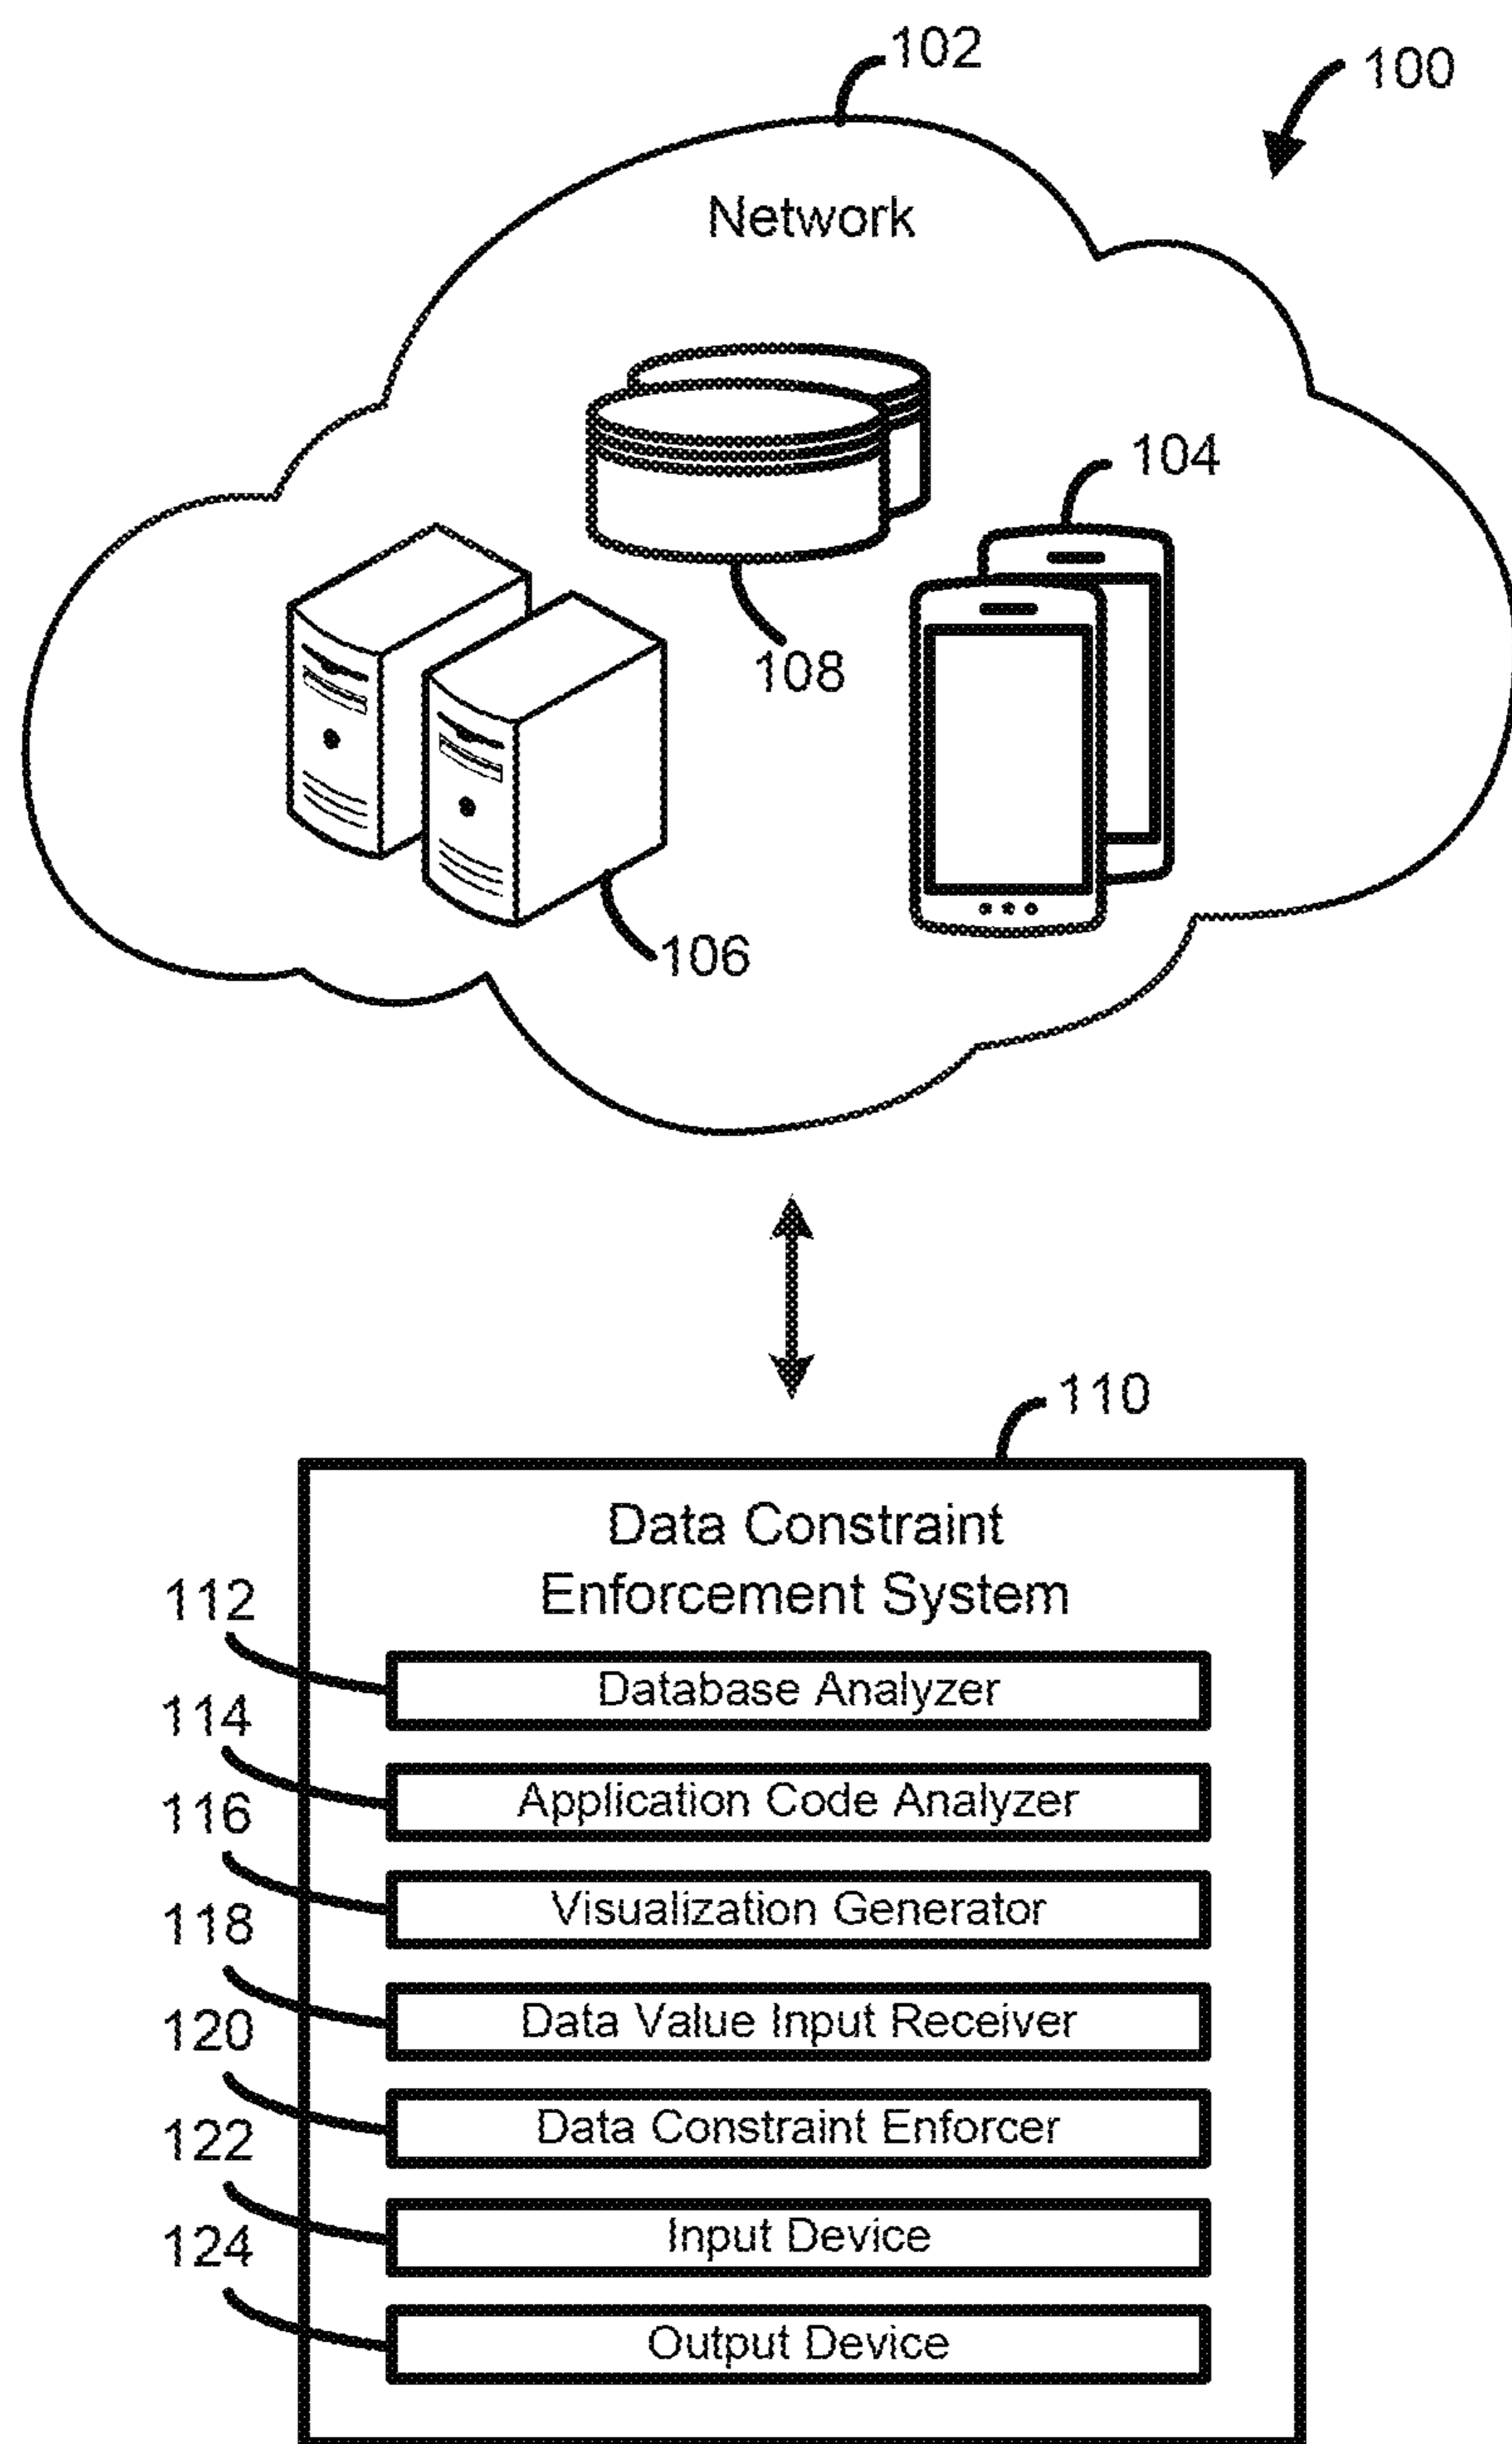 102
100
Network
104
108
106
110
Data Constraint
Enforcement System
112
Database Analyzer
114
Application Code Analyzer
116
Visualization Generator
118
Data Value Input Receiver
120
Data Constraint Enforcer
122
Input Device
124
Output Device